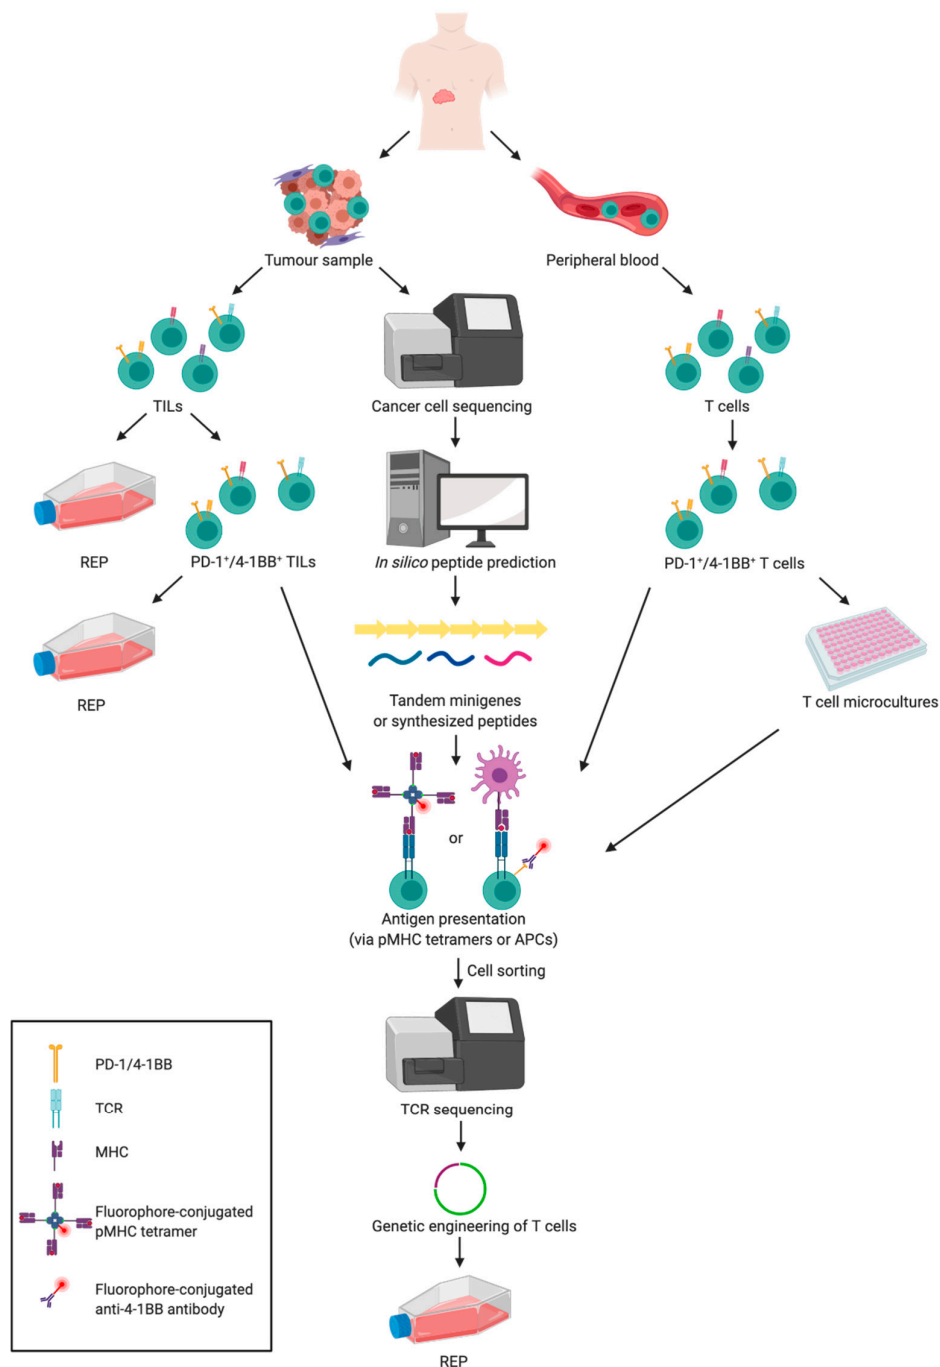 Tumour sample
Peripheral blood
TILs
Cancer cell sequencing
T cells
REP
PD-1⁺/4-1BB⁺ TILs
In silico peptide prediction
PD-1⁺/4-1BB⁺ T cells
REP
Tandem minigenes
or synthesized peptides
T cell microcultures
or
Antigen presentation
(via pMHC tetramers or APCs)
Cell sorting
TCR sequencing
Genetic engineering of T cells
REP
PD-1/4-1BB
TCR
MHC
Fluorophore-conjugated
pMHC tetramer
Fluorophore-conjugated
anti-4-1BB antibody